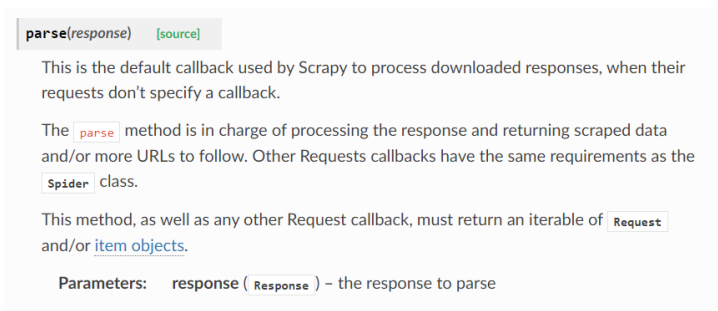 parse(response) [source]
This is the default callback used by Scrapy to process downloaded responses, when their
requests don’t specify a callback.
The parse method is in charge of processing the response and returning scraped data
and/or more URLs to follow. Other Requests callbacks have the same requirements as the
Spider class.
This method, as well as any other Request callback, must return an iterable of Request
and/or item objects.
Parameters: response ( Response ) – the response to parse